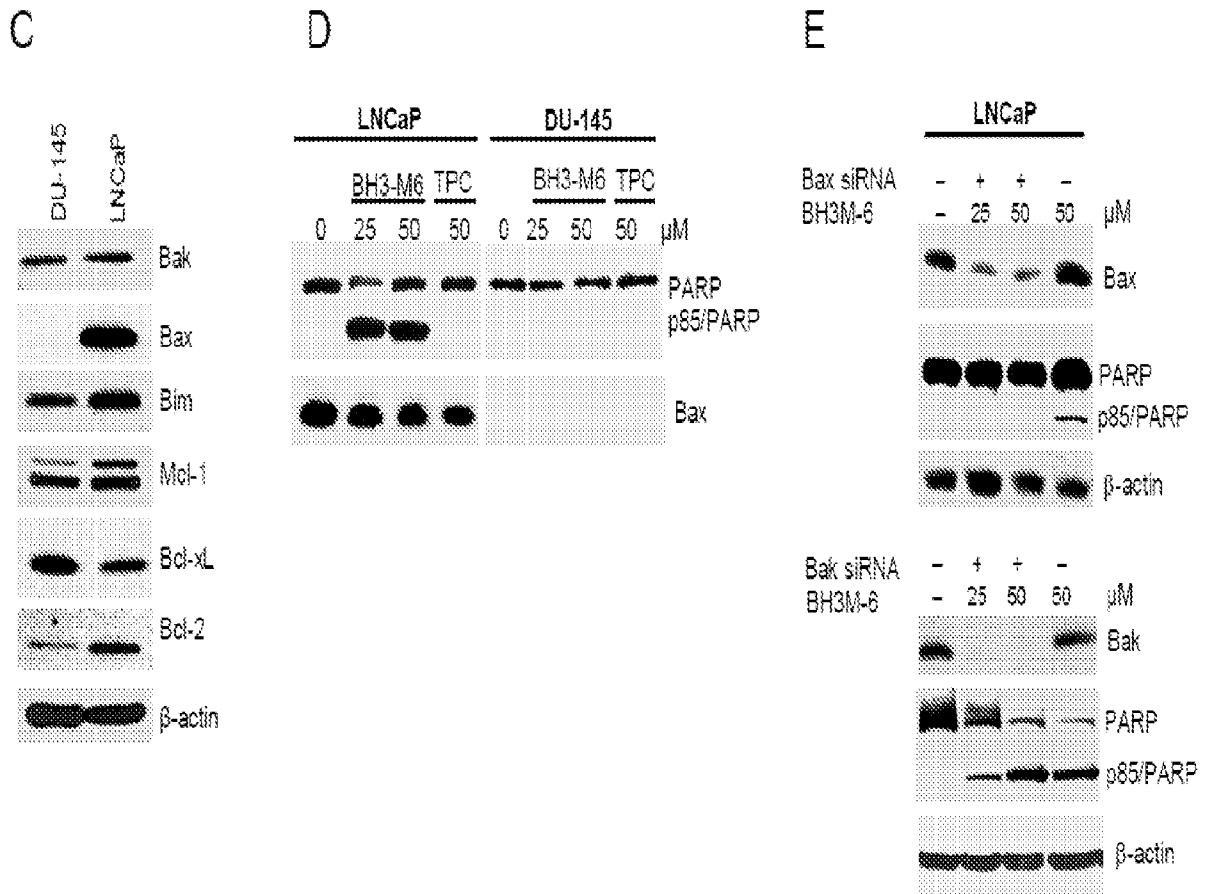 C
DU-145
LNCaP
Bak
Bax
Bim
Mcl-1
Bcl-xL
Bcl-2
β-actin
D
LNCaP DU-145
BH3-M6 TPC BH3-M6 TPC
0 25 50 50 0 25 50 50 μM
PARP
p85/PARP
Bax
E
LNCaP
Bax siRNA – + + –
BH3M-6 – 25 50 50 μM
Bax
PARP
p85/PARP
β-actin
Bak siRNA – + + –
BH3M-6 – 25 50 50 μM
Bak
PARP
p85/PARP
β-actin